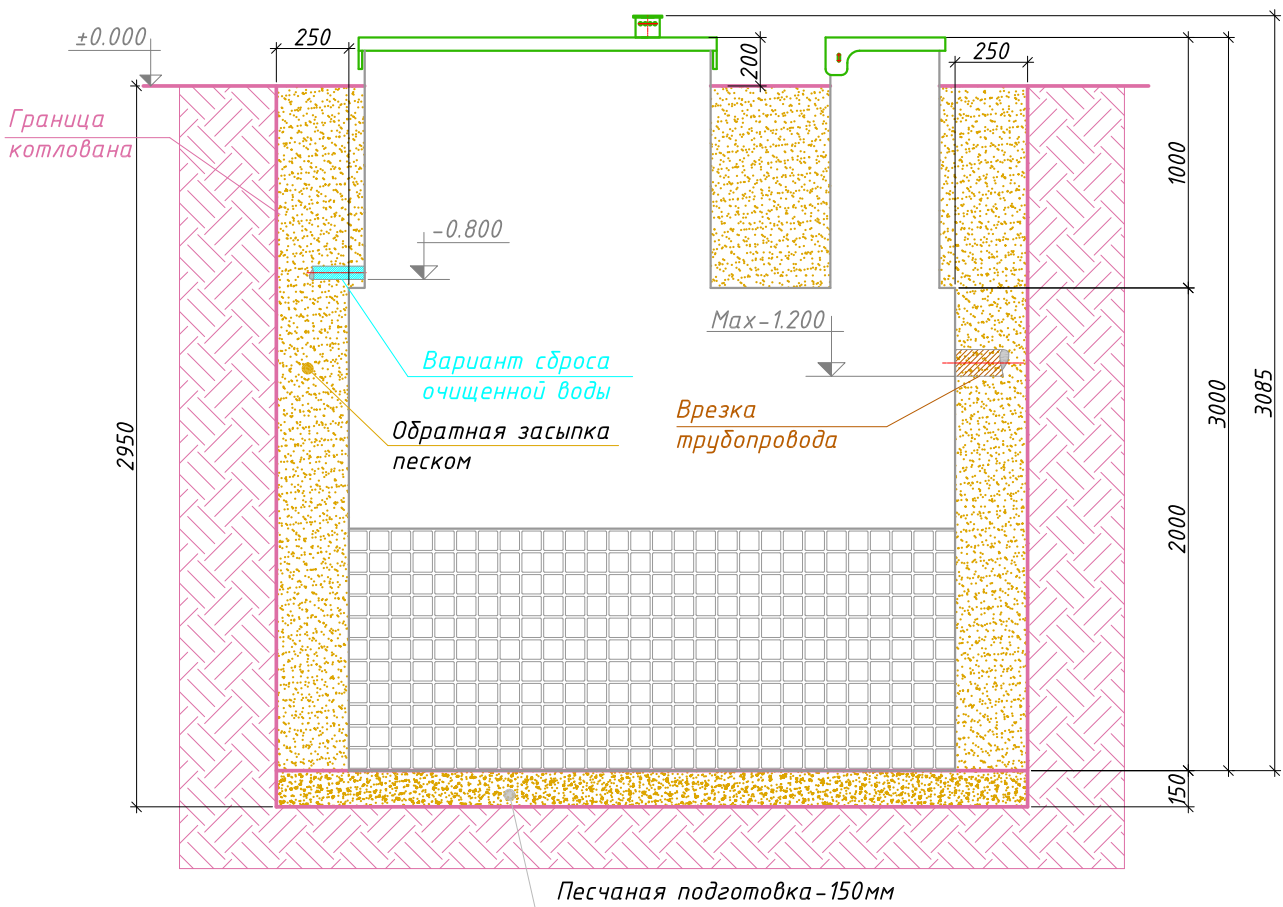 ±0.000
250
200
250
Граница
котлована
1000
-0.800
Max-1.200
Вариант сброса
очищенной воды
Врезка
трубопровода
3000
3085
Обратная засыпка
песком
2950
2000
150
Песчаная подготовка-150мм